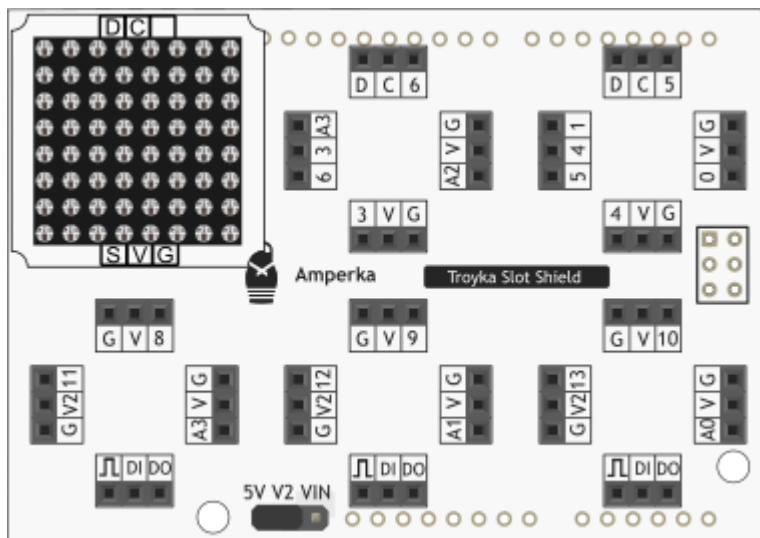 D C
D C 6
D C 5
A3
3
6
G
V
A2
1
4
5
G
V
0
3 V G
4 V G
S V G
Amperka
Troyka Slot Shield
G V 8
G V 9
G V 10
11
V2
G
G
V
A3
12
V2
G
G
V
A1
13
V2
G
G
V
A0
DI DO
DI DO
DI DO
5V V2 VIN